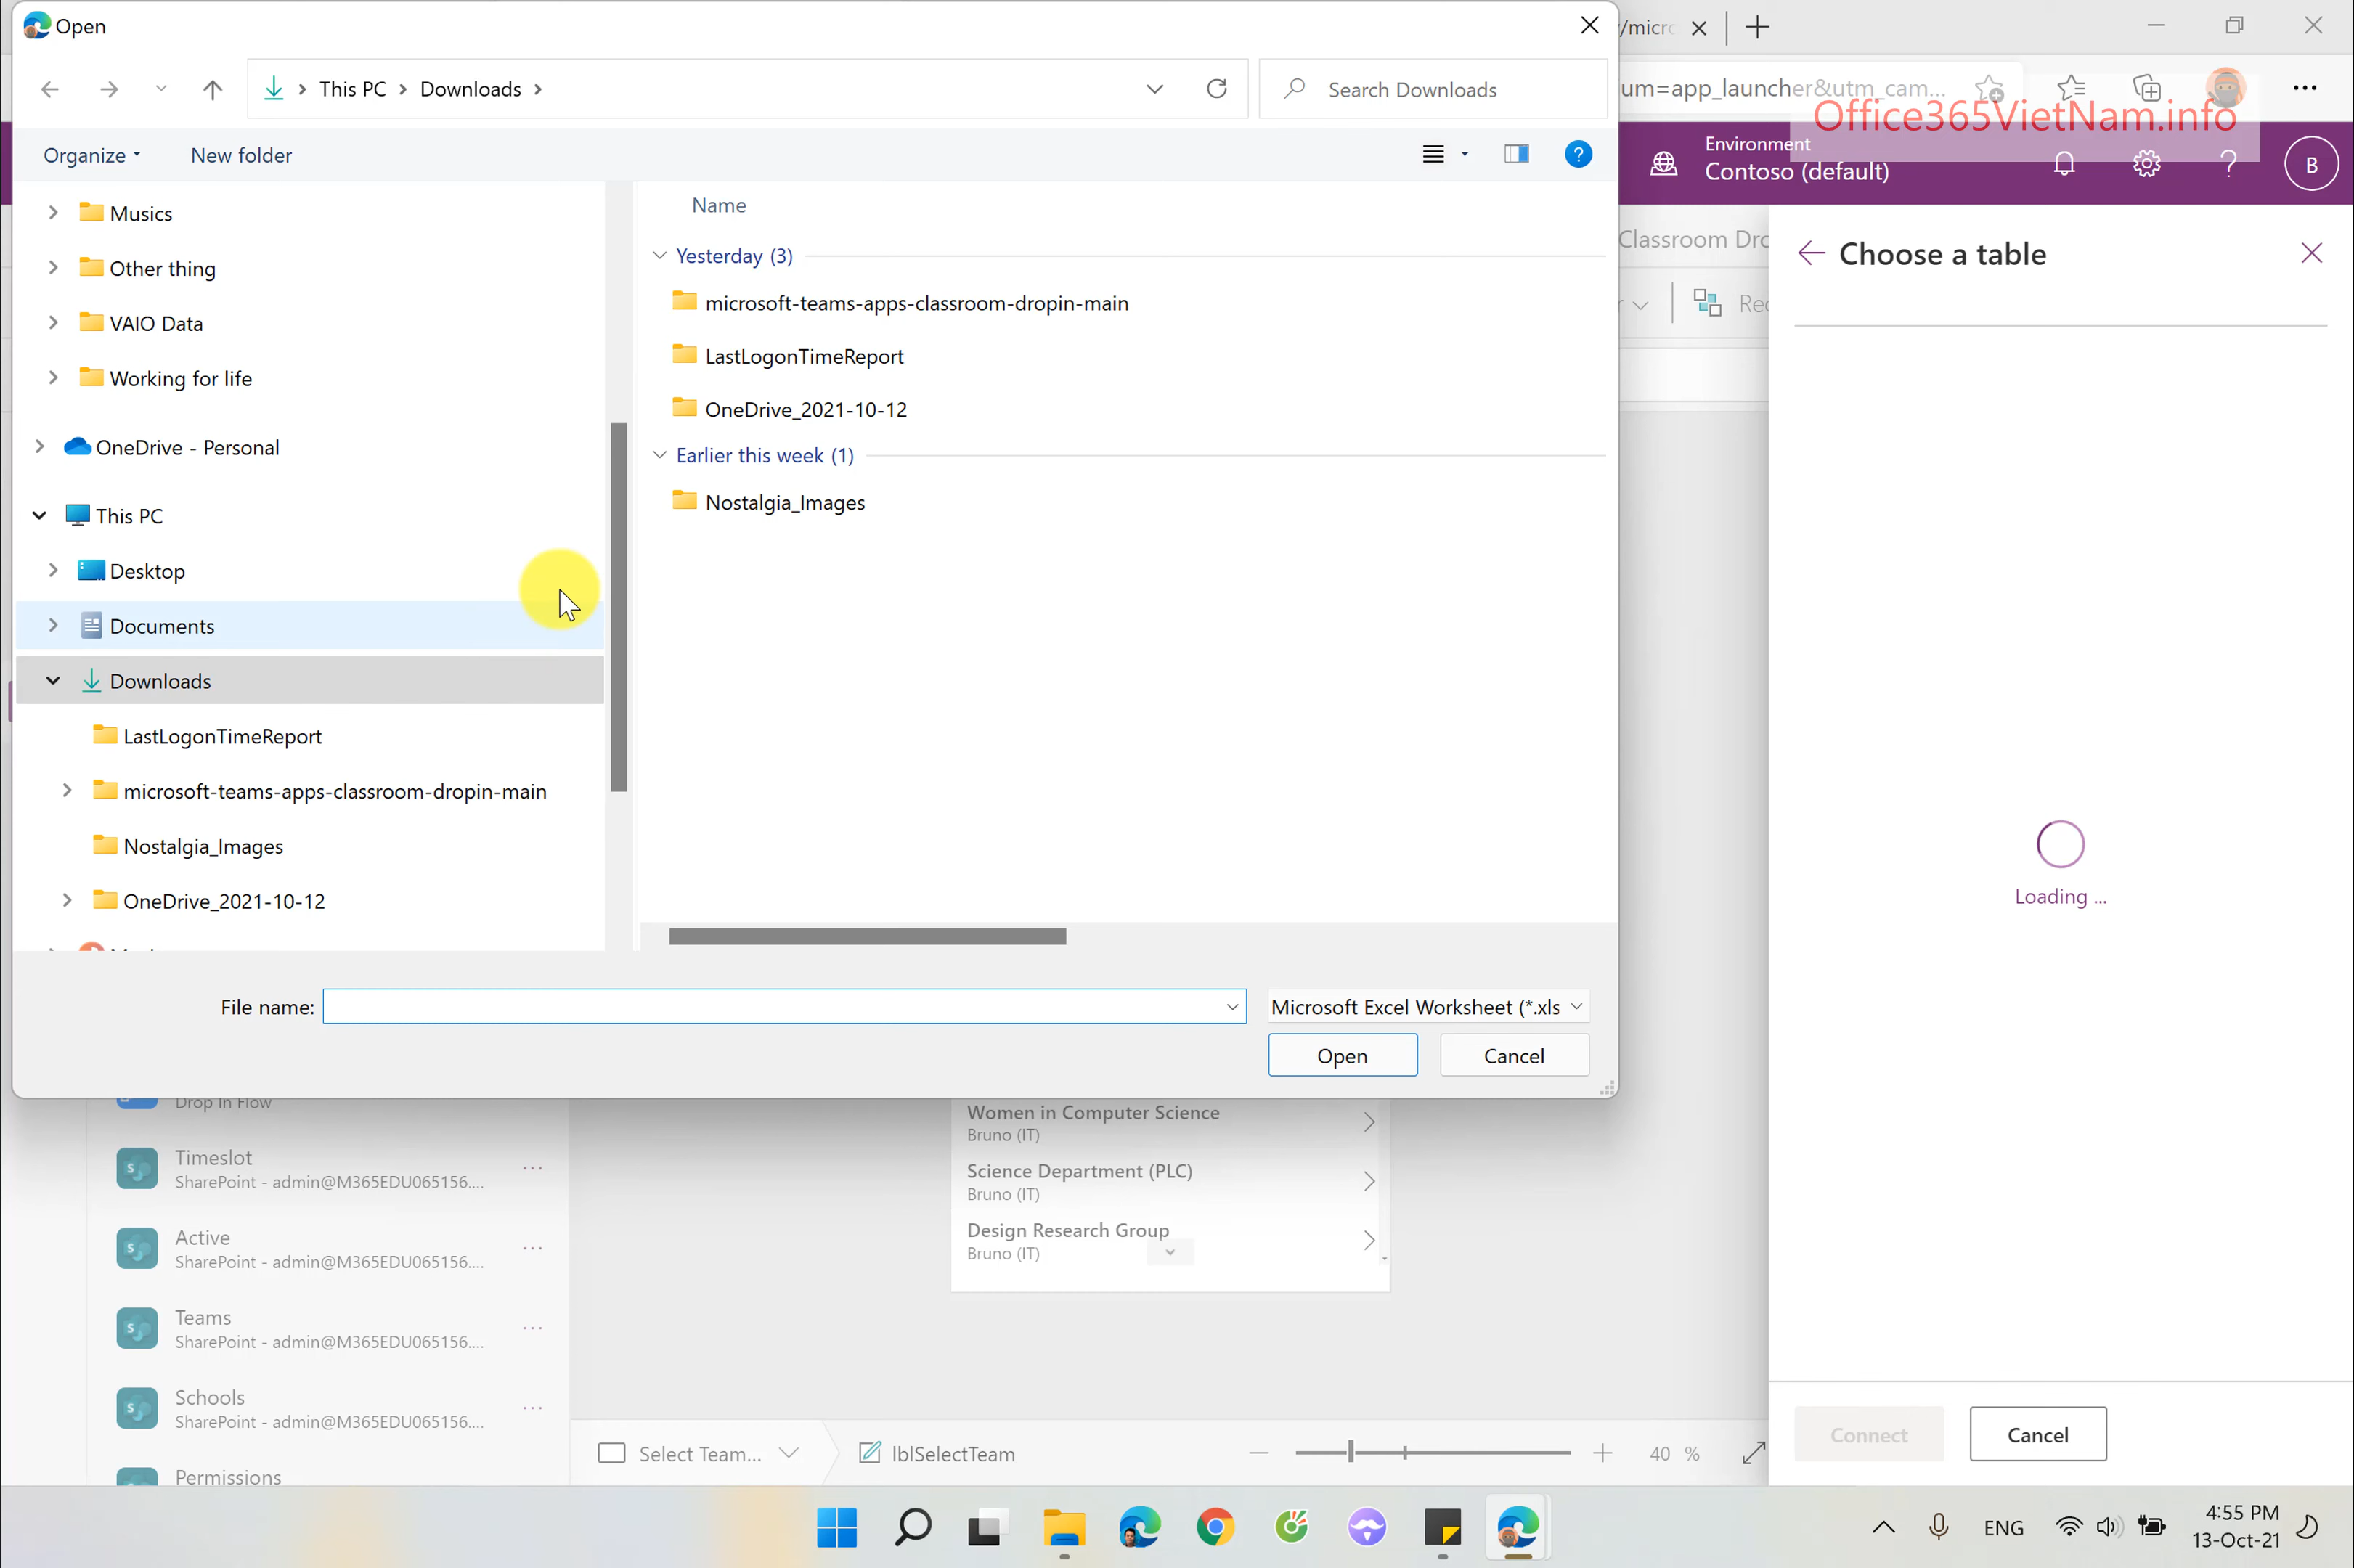 Open
/micro
This PC
Downloads
Search Downloads
um=app_launcher&utm_cam...
Office365VietNam.info
Organize
New folder
Environment
Contoso (default)
B
Musics
Other thing
VAIO Data
Working for life
OneDrive - Personal
This PC
Desktop
Documents
Downloads
LastLogonTimeReport
microsoft-teams-apps-classroom-dropin-main
Nostalgia_Images
OneDrive_2021-10-12
Name
Yesterday (3)
microsoft-teams-apps-classroom-dropin-main
LastLogonTimeReport
OneDrive_2021-10-12
Earlier this week (1)
Nostalgia_Images
File name:
Microsoft Excel Worksheet (*.xls
Open
Cancel
Classroom Dro
Rec
Choose a table
Loading ...
Connect
Cancel
Drop In Flow
Timeslot
SharePoint - admin@M365EDU065156....
Active
SharePoint - admin@M365EDU065156....
Teams
SharePoint - admin@M365EDU065156....
Schools
SharePoint - admin@M365EDU065156....
Permissions
Women in Computer Science
Bruno (IT)
Science Department (PLC)
Bruno (IT)
Design Research Group
Bruno (IT)
Select Team...
lblSelectTeam
40 %
ENG
4:55 PM
13-Oct-21